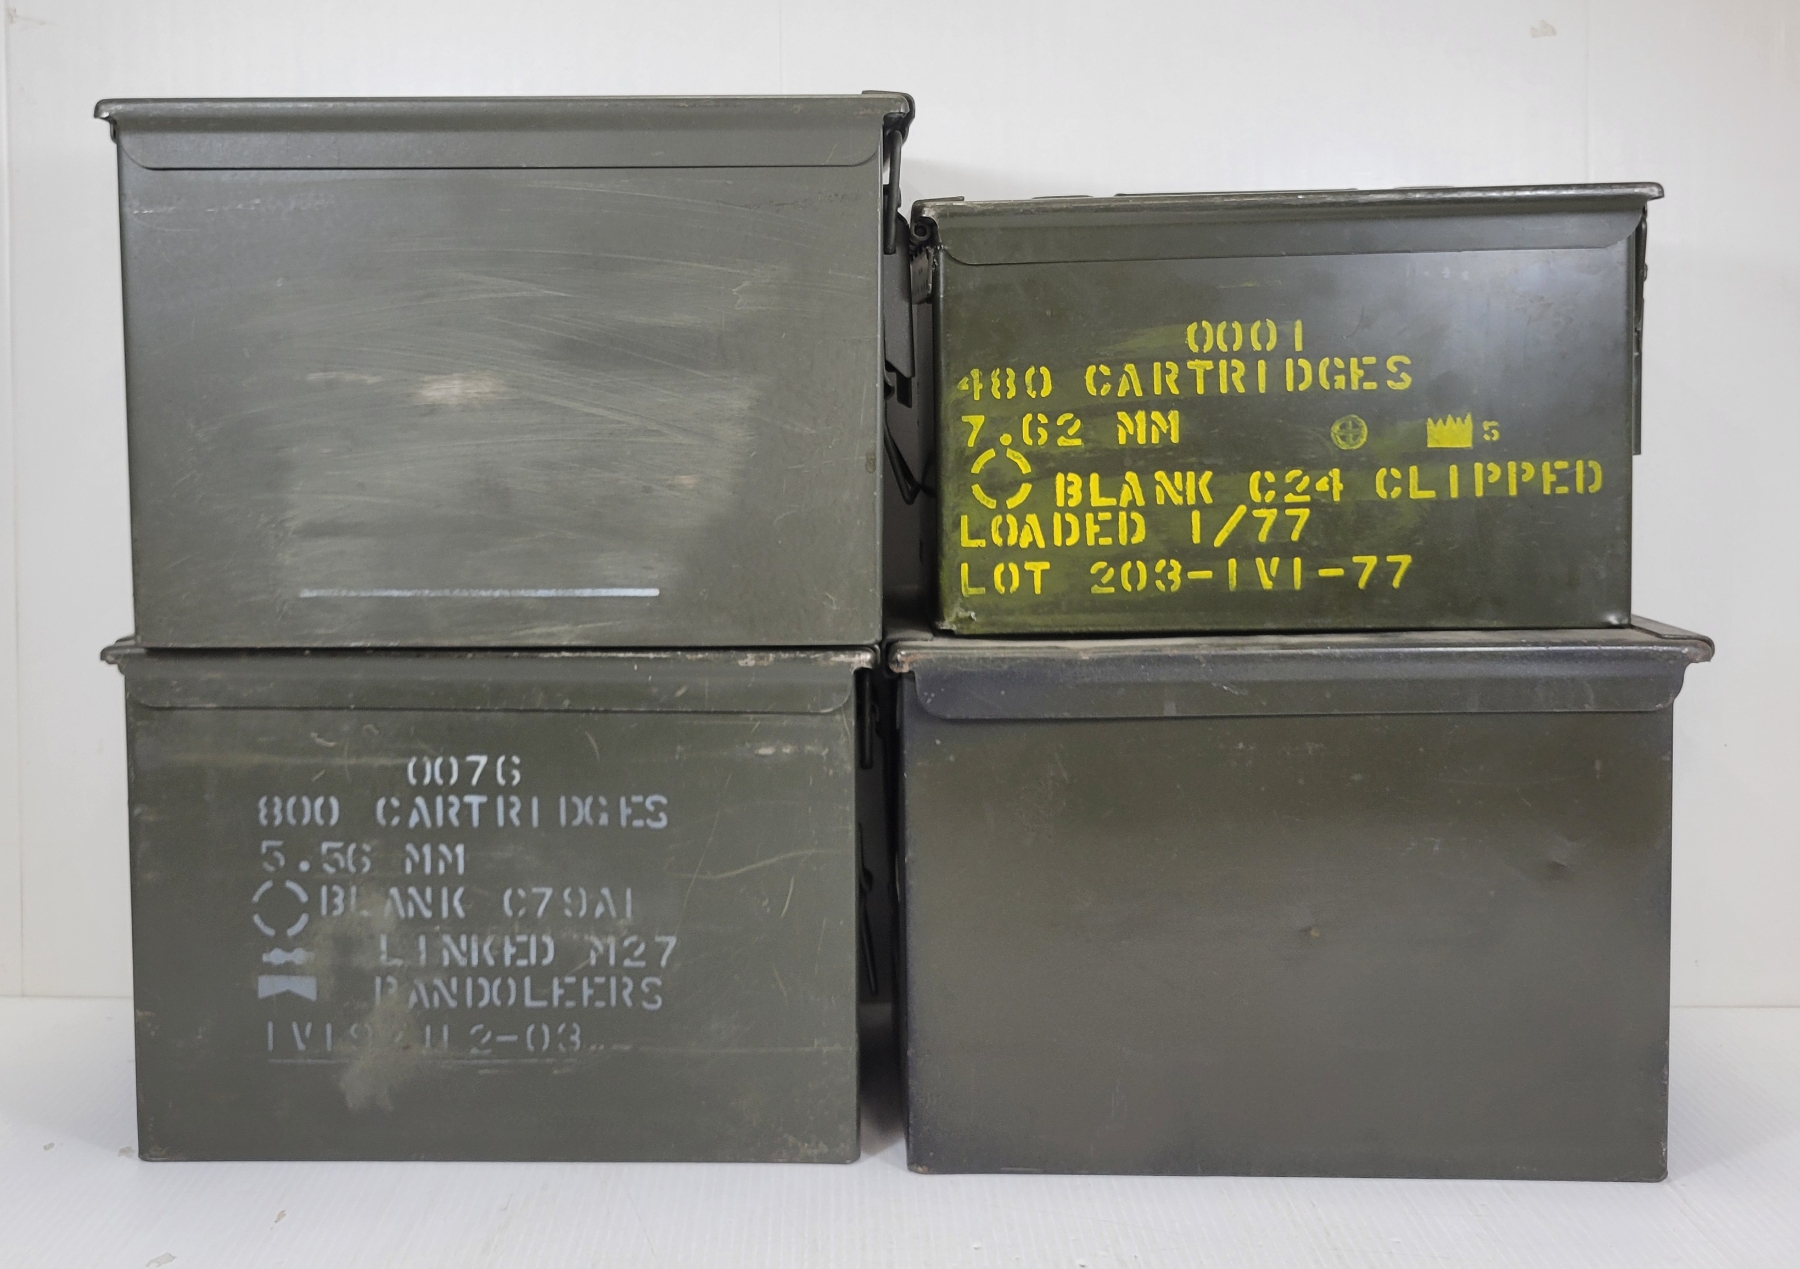 0001
480 CARTRIDGES
7.62 MM
5
BLANK C24 CLIPPED
LOADED 1/77
LOT 203-IVI-77
0076
800 CARTRIDGES
5.56 MM
BLANK C79A1
LINKED M27
BANDOLEERS